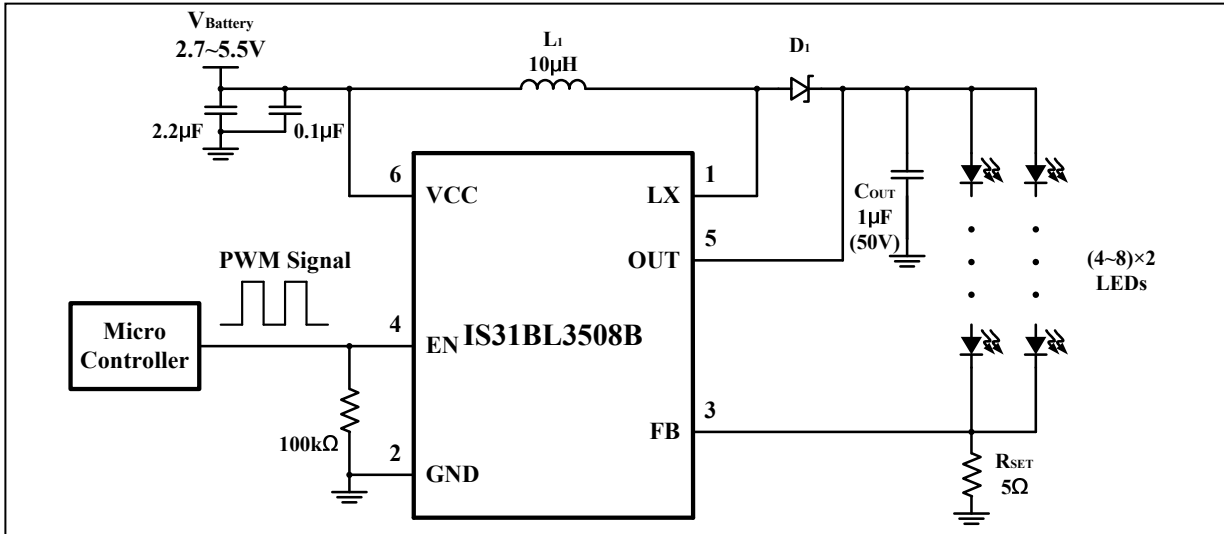 VBattery
2.7~5.5V
L1
10µH
D1
2.2µF
0.1µF
6
VCC
1
LX
COUT
1µF
(50V)
5
OUT
PWM Signal
(4~8)×2
LEDs
Micro
Controller
4
EN
IS31BL3508B
3
FB
100kΩ
2
GND
RSET
5Ω